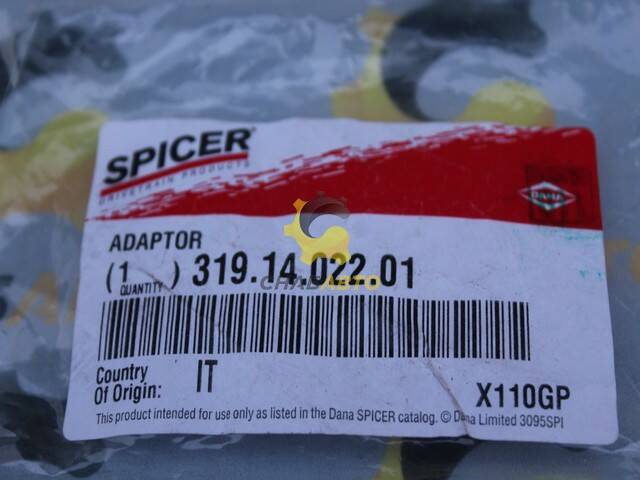 SPICER®
DRIVETRAIN PRODUCTS
DANA
ADAPTOR
(1 ) 319.14.022.01
QUANTITY
СНАБАВТО
Country
Of Origin: IT
X110GP
This product intended for use only as listed in the Dana SPICER catalog. © Dana Limited 3095SPI